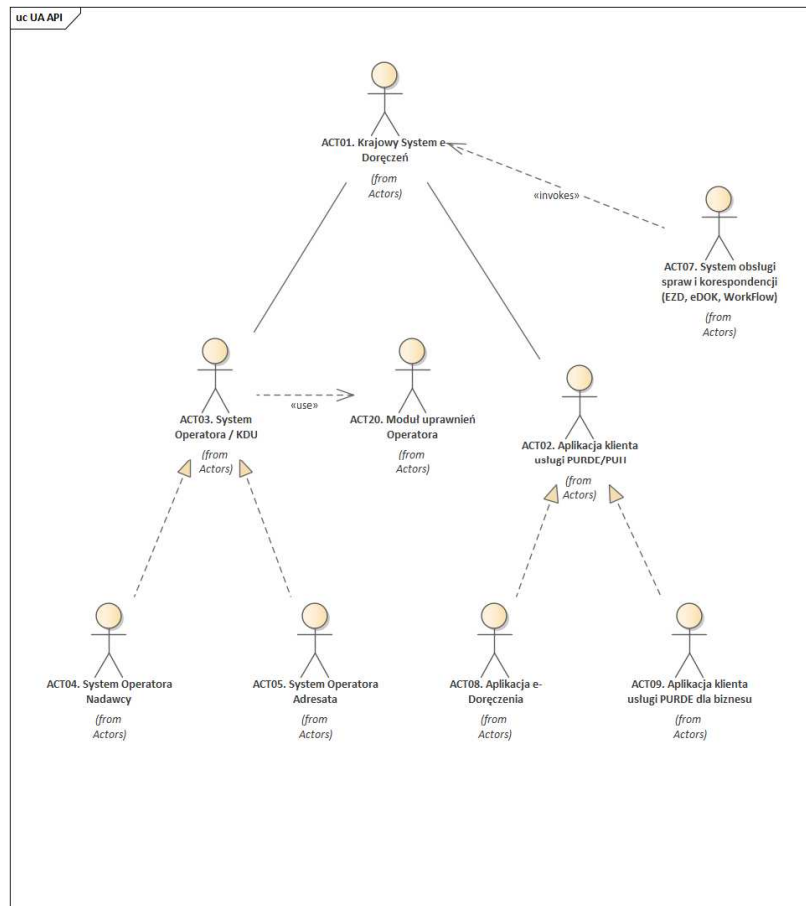 uc UA API
ACT01. Krajowy System e-
Doręczeń
(from
Actors)
«invokes»
ACT07. System obsługi
spraw i korespondencji
(EZD, eDOK, WorkFlow)
(from
Actors)
ACT03. System
Operatora / KDU
(from
Actors)
«use»
ACT20. Moduł uprawnień
Operatora
(from
Actors)
ACT02. Aplikacja klienta
usługi PURDE/PUH
(from
Actors)
ACT04. System Operatora
Nadawcy
(from
Actors)
ACT05. System Operatora
Adresata
(from
Actors)
ACT08. Aplikacja e-
Doręczenia
(from
Actors)
ACT09. Aplikacja klienta
usługi PURDE dla biznesu
(from
Actors)